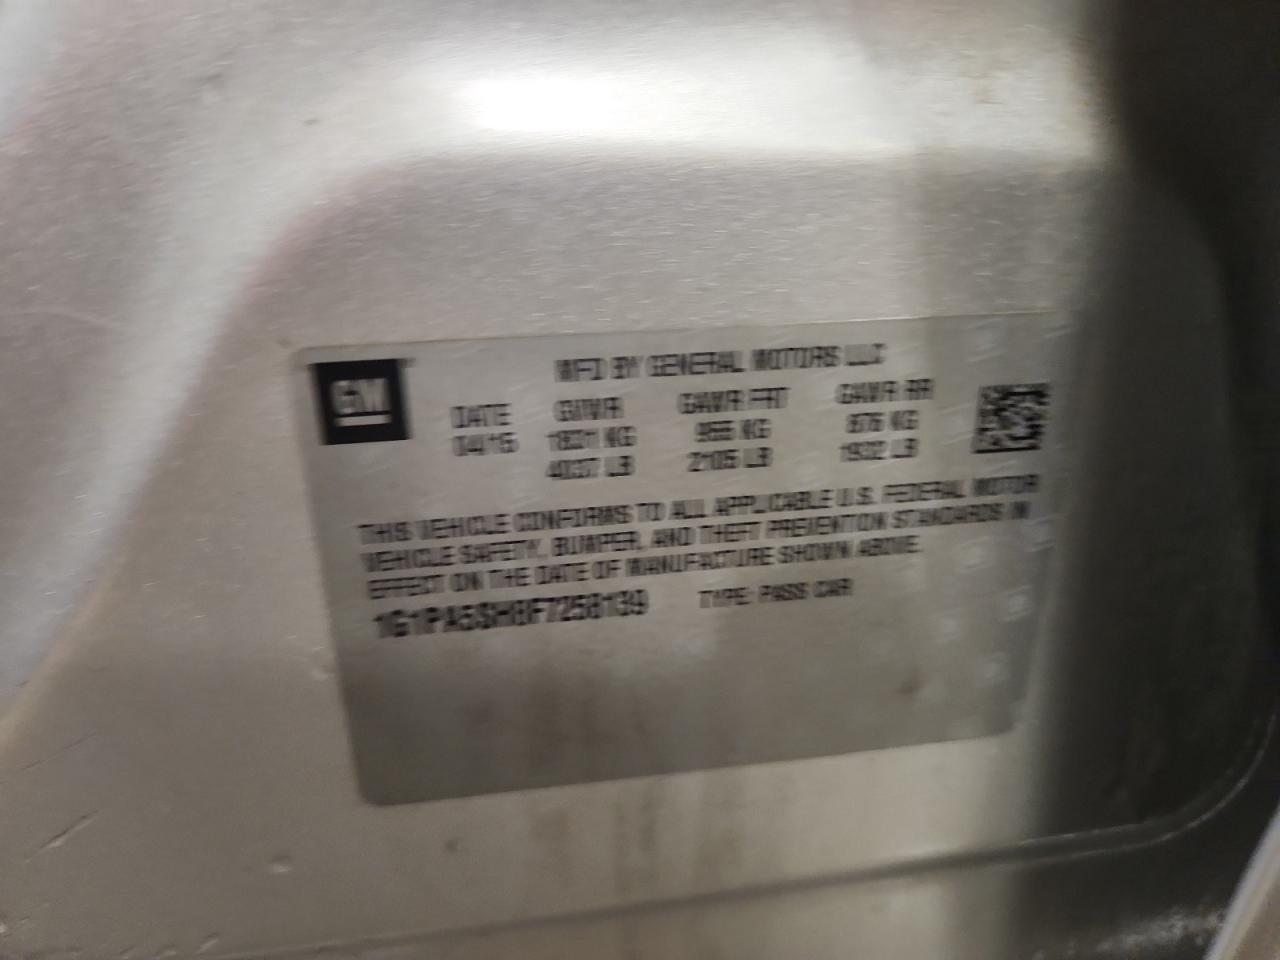 GM
MFD BY GENERAL MOTORS LLC
DATE GVWR GAWR FRT GAWR RR
04/15 1831 KG 955 KG 876 KG
4037 LB 2105 LB 1932 LB
THIS VEHICLE CONFORMS TO ALL APPLICABLE U.S. FEDERAL MOTOR
VEHICLE SAFETY, BUMPER, AND THEFT PREVENTION STANDARDS IN
EFFECT ON THE DATE OF MANUFACTURE SHOWN ABOVE.
1G1PA5SH8F7258139 TYPE: PASS CAR